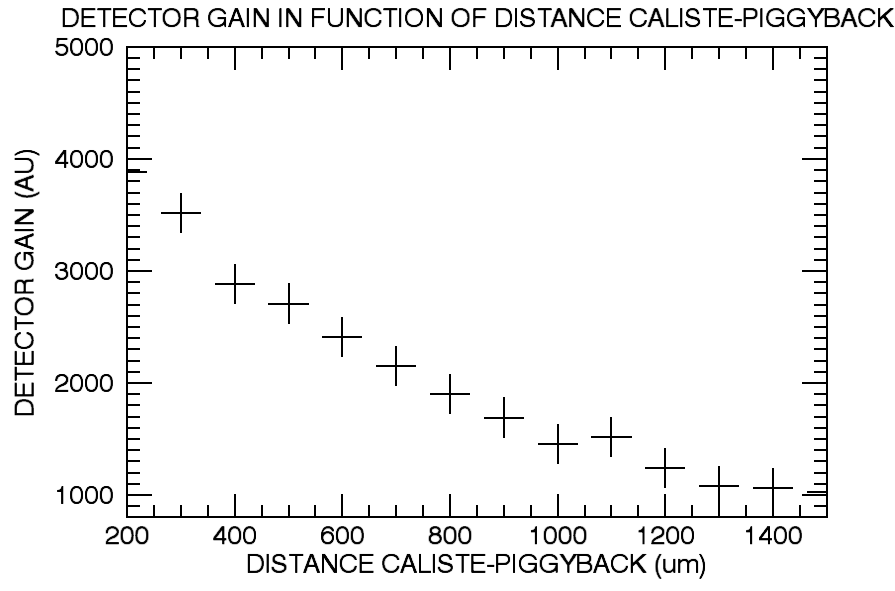 DETECTOR GAIN IN FUNCTION OF DISTANCE CALISTE-PIGGYBACK
5000
4000
3000
2000
1000
DETECTOR GAIN (AU)
200 400 600 800 1000 1200 1400
DISTANCE CALISTE-PIGGYBACK (um)